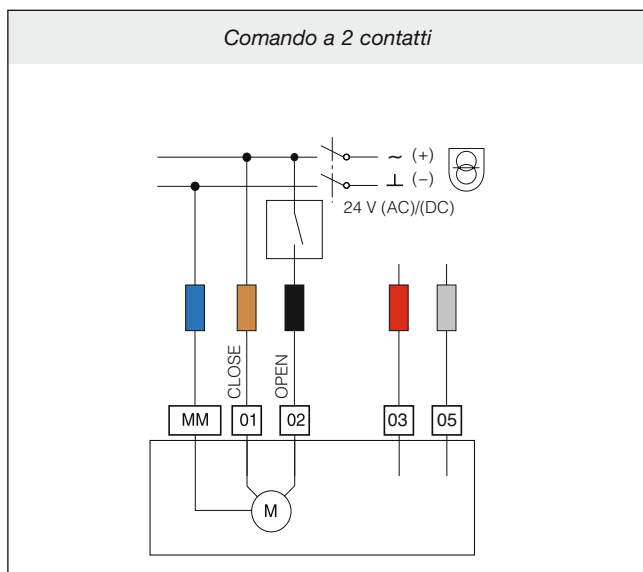 Comando a 2 contatti
~ (+)
⊥ (−)
24 V (AC)/(DC)
CLOSE
OPEN
MM
01
02
03
05
M